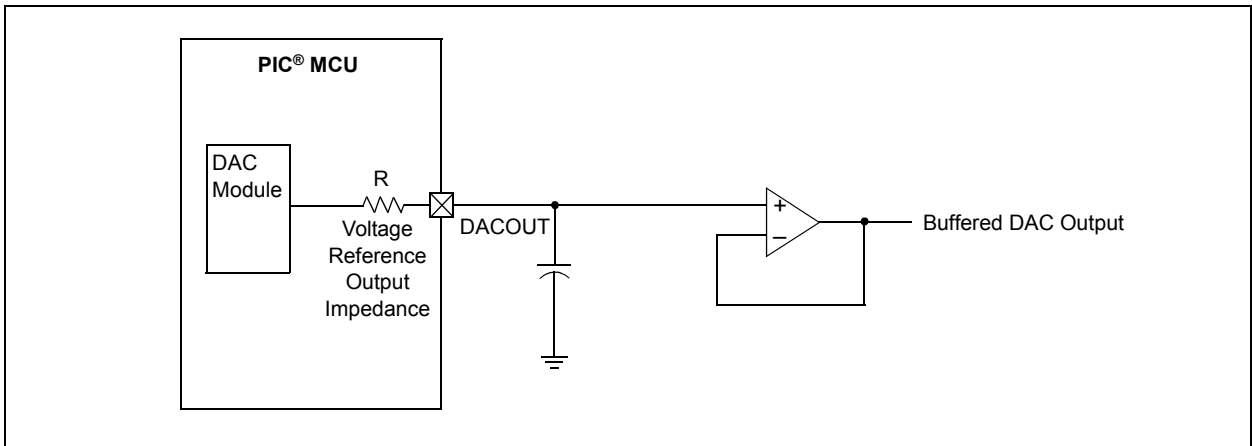 PIC® MCU
DAC
Module
R
Voltage
Reference
Output
Impedance
DACOUT
+
–
Buffered DAC Output